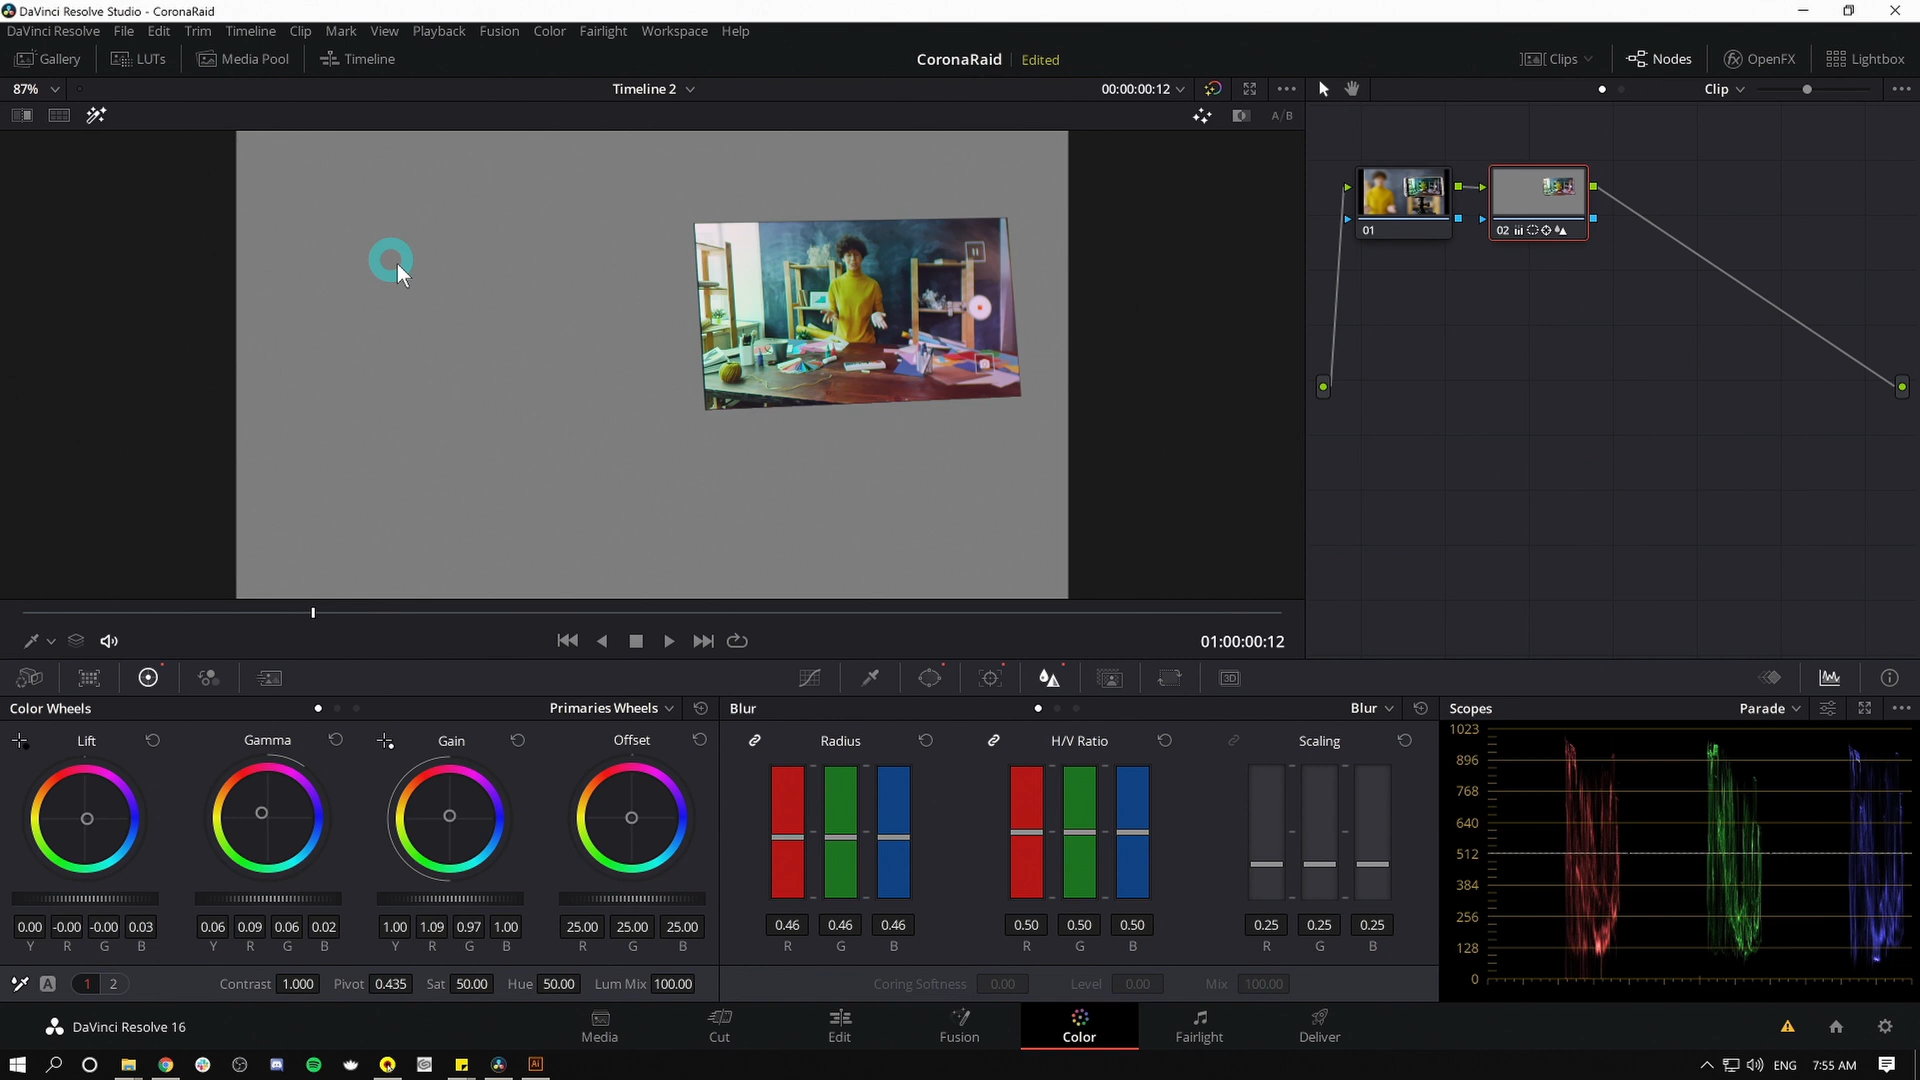 DaVinci Resolve Studio - CoronaRaid
DaVinci Resolve File Edit Trim Timeline Clip Mark View Playback Fusion Color Fairlight Workspace Help
Gallery LUTs Media Pool Timeline CoronaRaid Edited Clips Nodes OpenFX Lightbox
87% Timeline 2 00:00:00:12 Clip
A/B
01 02
01:00:00:12
3D
Color Wheels Primaries Wheels Blur Blur Scopes Parade
Lift Gamma Gain Offset Radius H/V Ratio Scaling
1023
896
768
640
512
384
256
128
0
0.00 -0.00 -0.00 0.03 0.06 0.09 0.06 0.02 1.00 1.09 0.97 1.00 25.00 25.00 25.00 0.46 0.46 0.46 0.50 0.50 0.50 0.25 0.25 0.25
Y R G B Y R G B Y R G B R G B R G B R G B R G B
A 1 2 Contrast 1.000 Pivot 0.435 Sat 50.00 Hue 50.00 Lum Mix 100.00 Coring Softness 0.00 Level 0.00 Mix 100.00
DaVinci Resolve 16 Media Cut Edit Fusion Color Fairlight Deliver
Ai ENG 7:55 AM